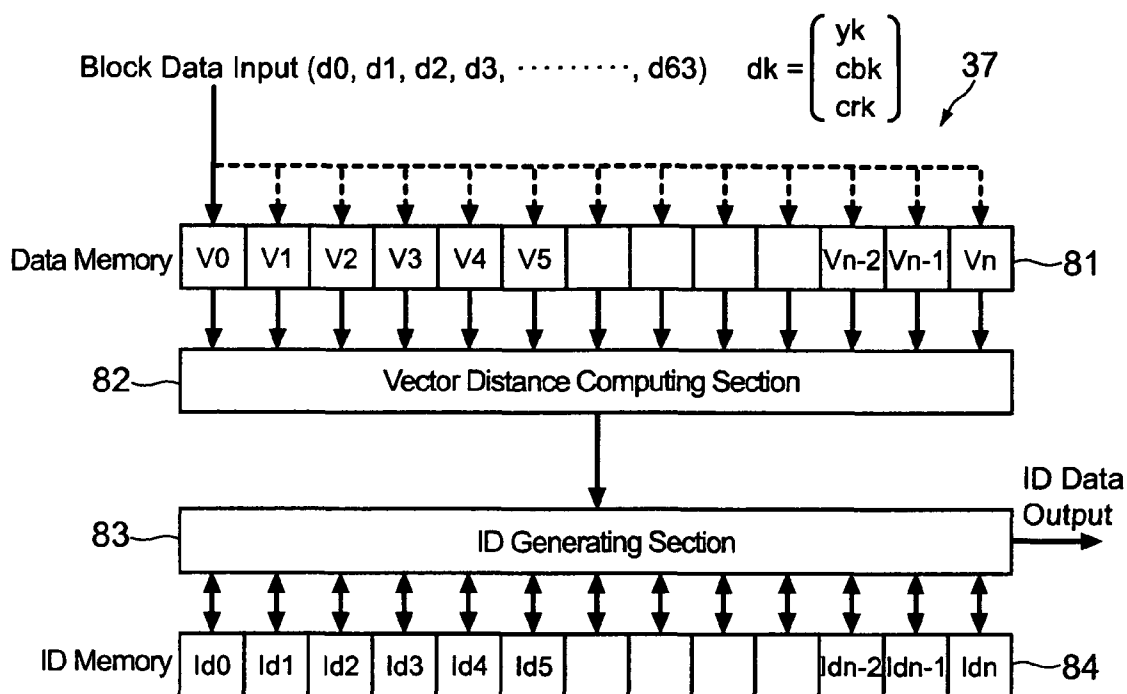 Block Data Input (d0, d1, d2, d3, ·········, d63) dk = ( yk
cbk
crk )
37
Data Memory V0 V1 V2 V3 V4 V5 Vn-2 Vn-1 Vn 81
82 Vector Distance Computing Section
83 ID Generating Section
ID Data
Output
ID Memory Id0 Id1 Id2 Id3 Id4 Id5 Idn-2 Idn-1 Idn 84